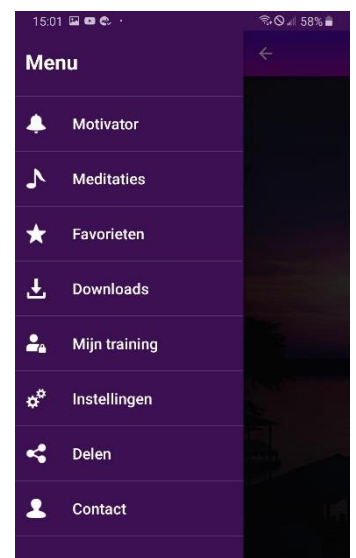 15:01 58%
Menu
Motivator
Meditaties
Favorieten
Downloads
Mijn training
Instellingen
Delen
Contact